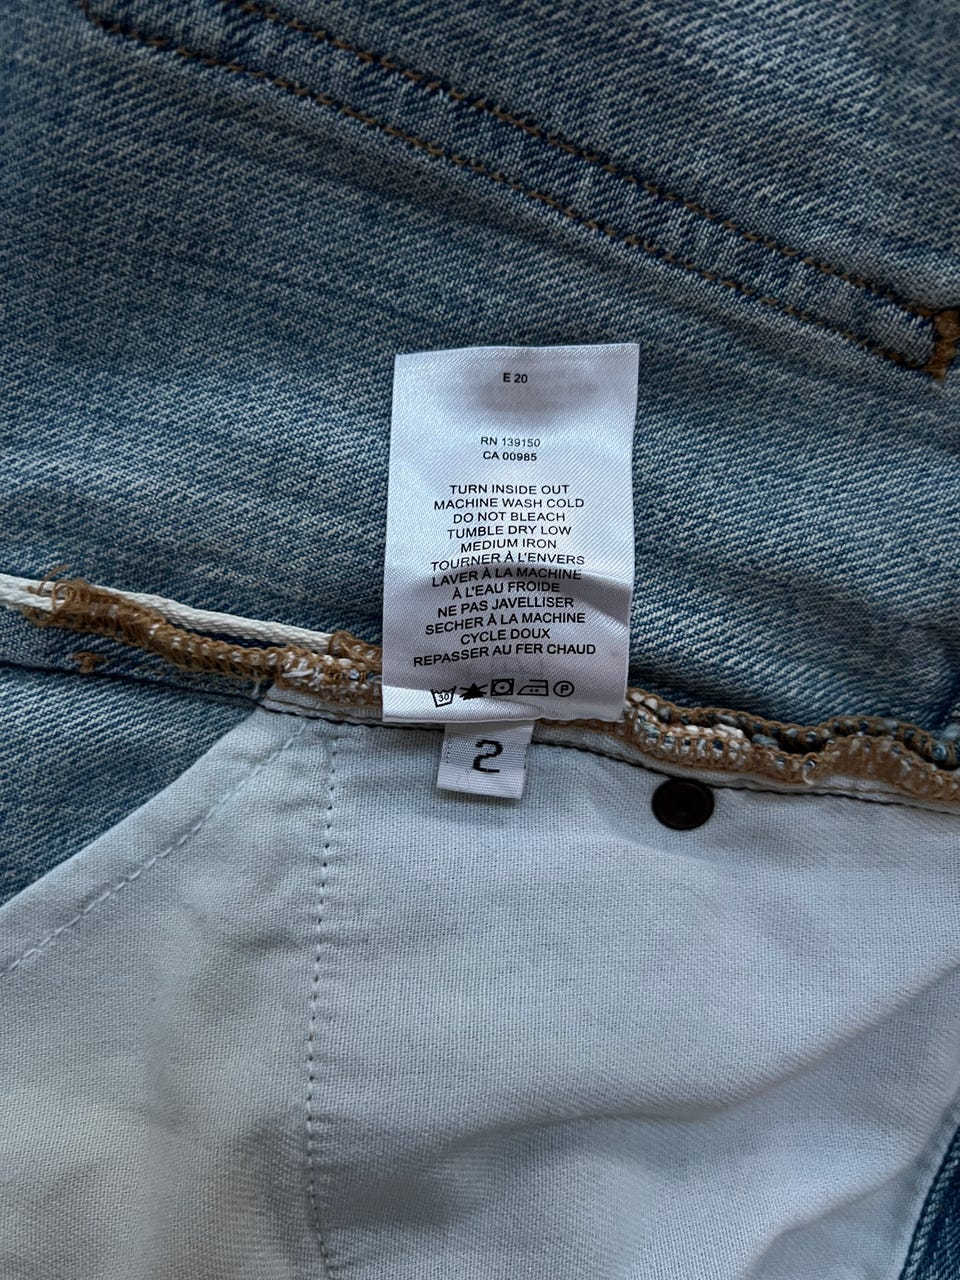 E 20
RN 139150
CA 00985
TURN INSIDE OUT
MACHINE WASH COLD
DO NOT BLEACH
TUMBLE DRY LOW
MEDIUM IRON
TOURNER À L'ENVERS
LAVER À LA MACHINE
À L'EAU FROIDE
NE PAS JAVELLISER
SECHER À LA MACHINE
CYCLE DOUX
REPASSER AU FER CHAUD
30 P
2